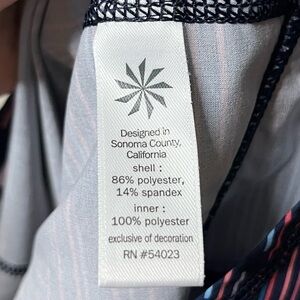 Designed in
Sonoma County,
California
shell :
86% polyester,
14% spandex
inner :
100% polyester
exclusive of decoration
RN #54023